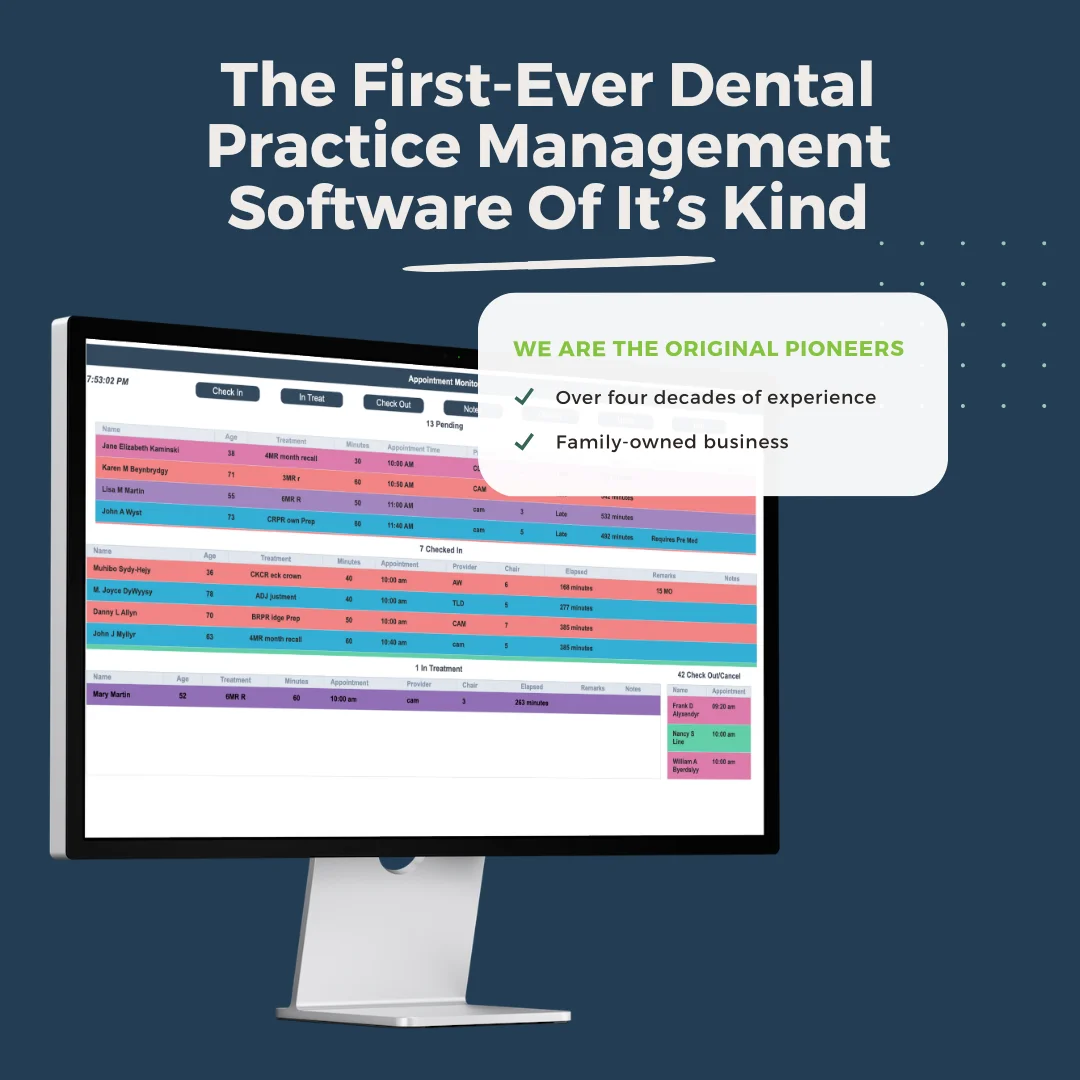 The First-Ever Dental
Practice Management
Software Of It’s Kind
WE ARE THE ORIGINAL PIONEERS
Over four decades of experience
Family-owned business
7:53:02 PM
Appointment Monito
Check In
In Treat
Check Out
Note
13 Pending
Name Age Treatment Minutes Appointment Time
Jane Elizabeth Kaminski 38 4MR month recall 30 10:00 AM
Karen M Beynbrydgy 71 3MR r 60 10:58 AM CAM
Lisa M Martin 55 6MR R 50 11:00 AM cam 3 Late 532 minutes
John A Wyst 73 CRPR own Prep 50 11:40 AM cam 5 Late 492 minutes Requires Pre Med
7 Checked In
Name Age Treatment Minutes Appointment Provider Chair Elapsed Remarks Notes
Muhibo Sydy-Hejy 36 CKCR eck crown 40 10:00 am AW 6 168 minutes 15 MO
M. Joyce DyWyysy 78 ADJ justment 40 10:00 am TLD 5 277 minutes
Danny L Allyn 70 BRPR idge Prep 50 10:00 am CAM 7 385 minutes
John J Myllyr 63 4MR month recall 60 10:40 am cam 5 385 minutes
1 In Treatment
Name Age Treatment Minutes Appointment Provider Chair Elapsed Remarks Notes
Mary Martin 52 6MR R 60 10:00 am cam 3 263 minutes
42 Check Out/Cancel
Name Appointment
Frank D 09:20 am
Alyxendyr
Nancy S 10:00 am
Line
William A 10:00 am
Byerdalyy